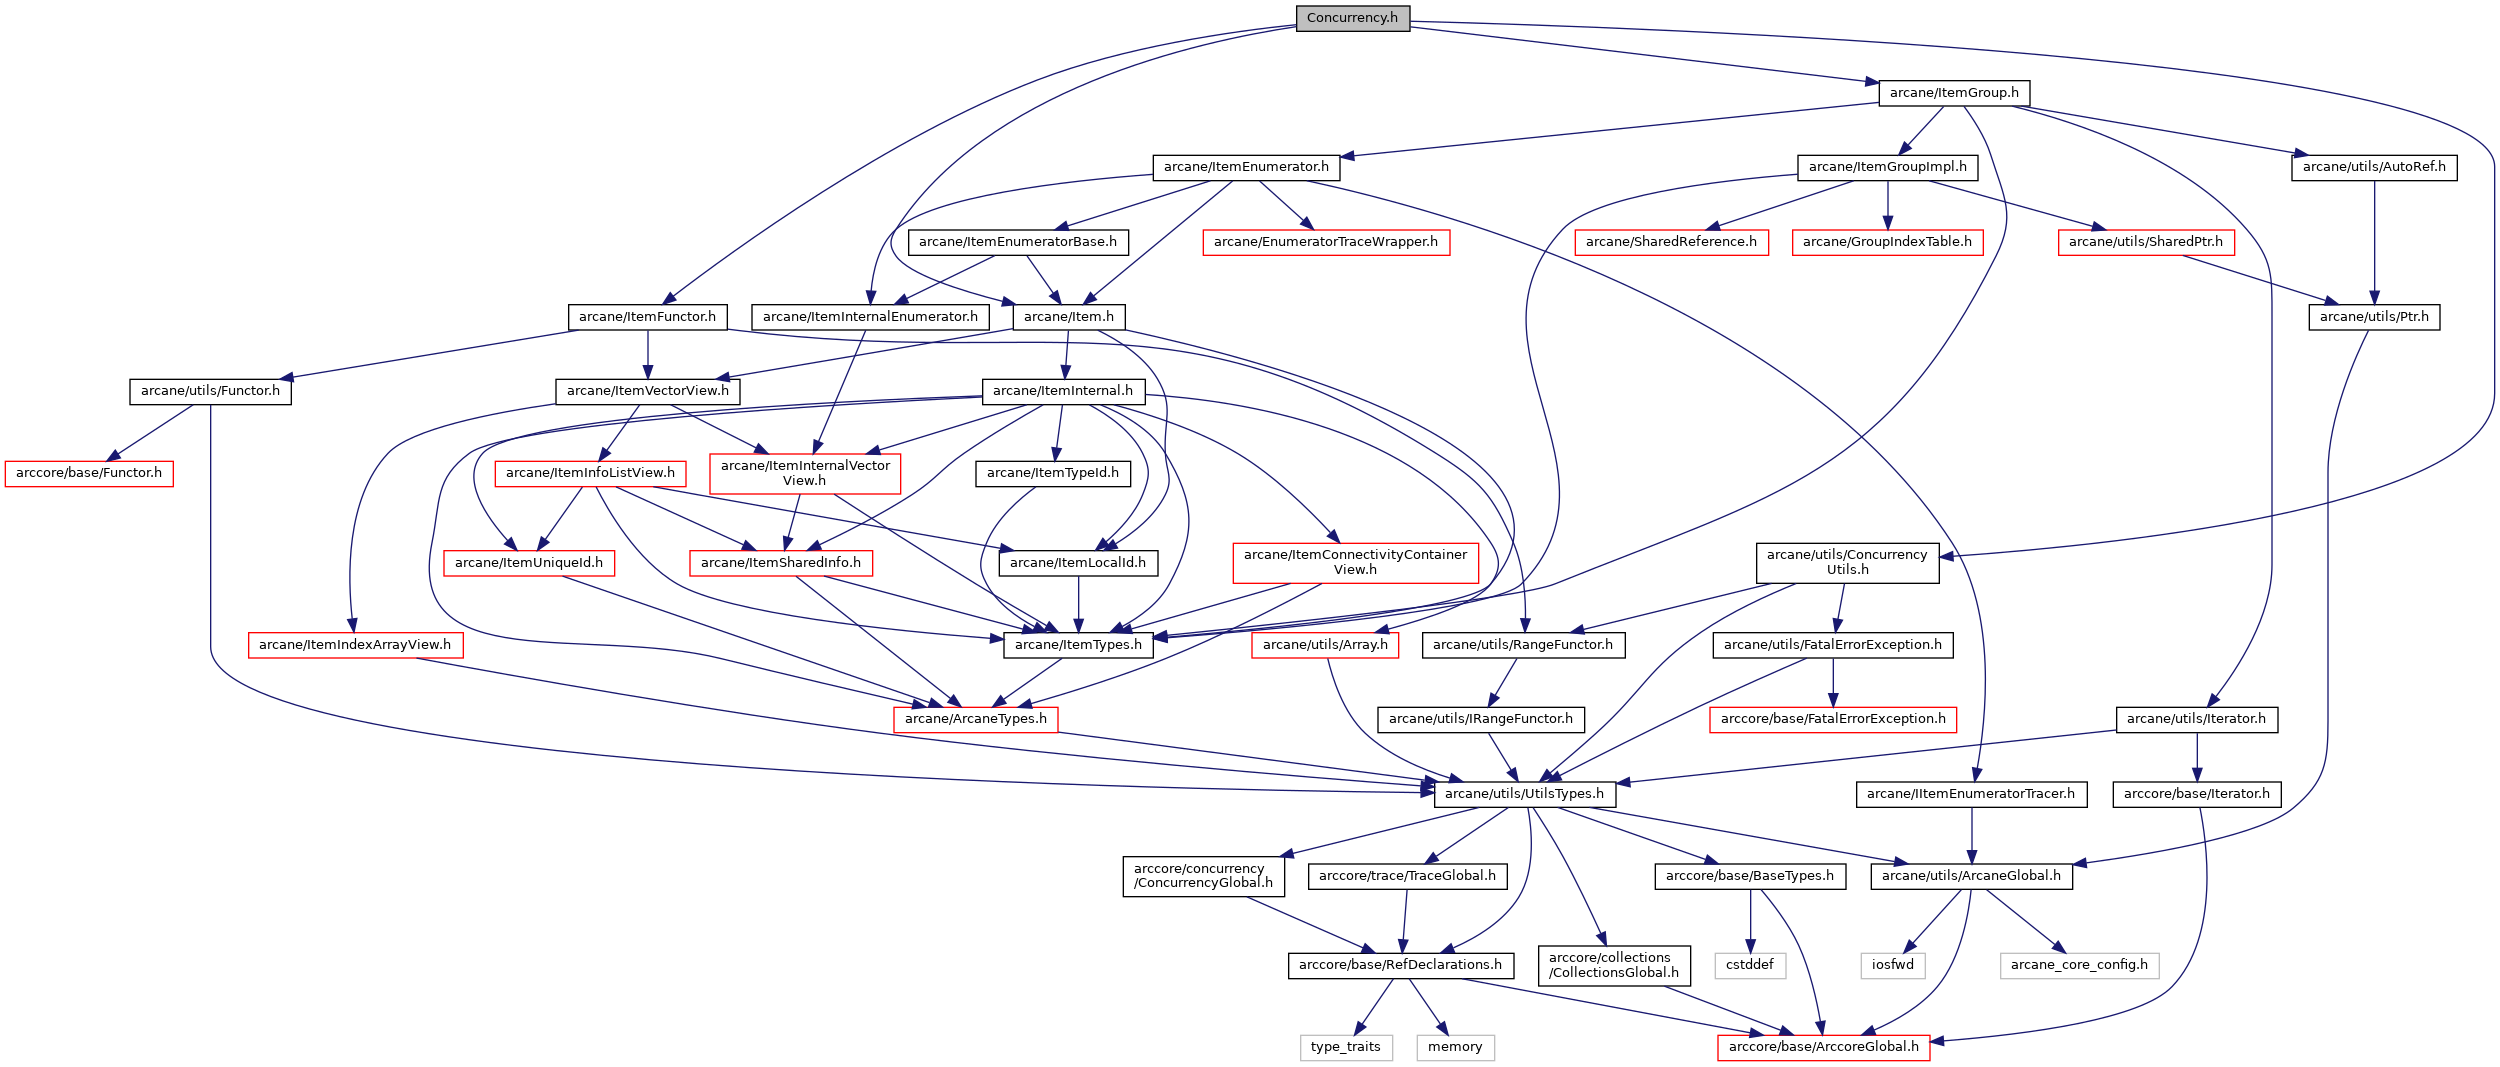 Concurrency.h
arcane/ItemGroup.h
arcane/ItemEnumerator.h
arcane/ItemGroupImpl.h
arcane/utils/AutoRef.h
arcane/ItemEnumeratorBase.h
arcane/EnumeratorTraceWrapper.h
arcane/SharedReference.h
arcane/GroupIndexTable.h
arcane/utils/SharedPtr.h
arcane/ItemFunctor.h
arcane/ItemInternalEnumerator.h
arcane/Item.h
arcane/utils/Ptr.h
arcane/utils/Functor.h
arcane/ItemVectorView.h
arcane/ItemInternal.h
arccore/base/Functor.h
arcane/ItemInfoListView.h
arcane/ItemInternalVector
View.h
arcane/ItemTypeId.h
arcane/ItemUniqueId.h
arcane/ItemSharedInfo.h
arcane/ItemLocalId.h
arcane/ItemConnectivityContainer
View.h
arcane/utils/Concurrency
Utils.h
arcane/ItemIndexArrayView.h
arcane/ItemTypes.h
arcane/utils/Array.h
arcane/utils/RangeFunctor.h
arcane/utils/FatalErrorException.h
arcane/ArcaneTypes.h
arcane/utils/IRangeFunctor.h
arccore/base/FatalErrorException.h
arcane/utils/Iterator.h
arcane/utils/UtilsTypes.h
arcane/IItemEnumeratorTracer.h
arccore/base/Iterator.h
arccore/concurrency
/ConcurrencyGlobal.h
arccore/trace/TraceGlobal.h
arccore/base/BaseTypes.h
arcane/utils/ArcaneGlobal.h
arccore/base/RefDeclarations.h
arccore/collections
/CollectionsGlobal.h
cstddef
iosfwd
arcane_core_config.h
type_traits
memory
arccore/base/ArccoreGlobal.h